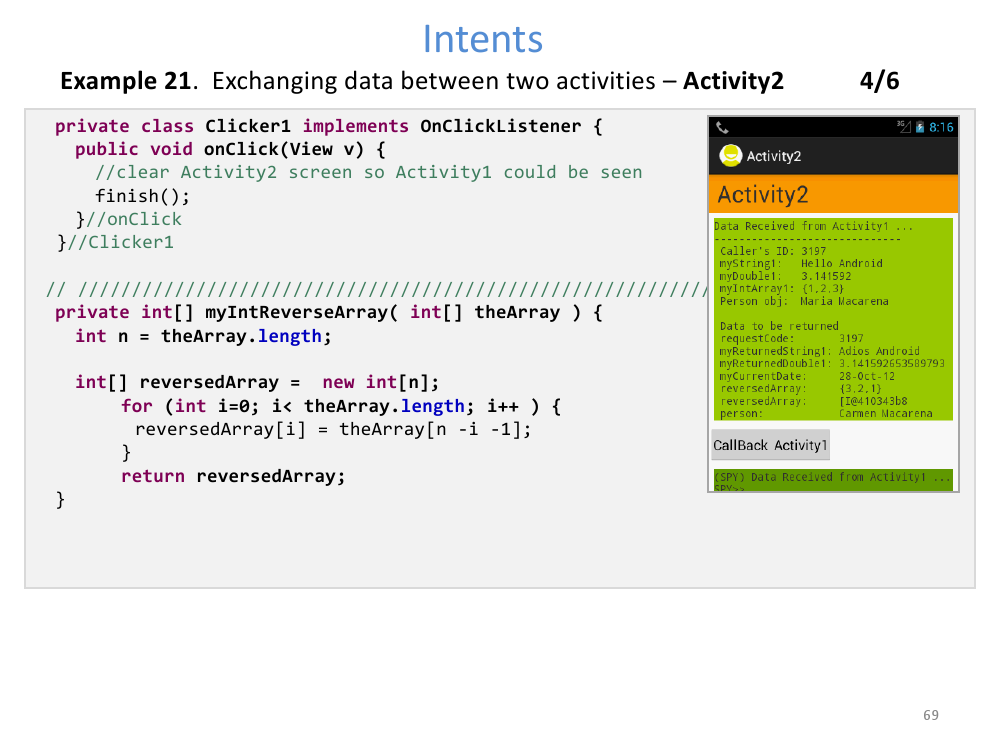 Intents
Example 21.  Exchanging data between two activities – Activity2 4/6
private class Clicker1 implements OnClickListener {
public void onClick(View v) {
//clear Activity2 screen so Activity1 could be seen
finish();
}//onClick
}//Clicker1
// //////////////////////////////////////////////////////////
private int[] myIntReverseArray( int[] theArray ) {
int n = theArray.length;
int[] reversedArray =  new int[n];
for (int i=0; i< theArray.length; i++ ) {
reversedArray[i] = theArray[n -i -1];
}
return reversedArray;
}
3G 8:16
Activity2
Activity2
Data Received from Activity1 ...
-----------------------------
Caller's ID: 3197
myString1:   Hello Android
myDouble1:   3.141592
myIntArray1: {1,2,3}
Person obj:  Maria Macarena
Data to be returned
requestCode:       3197
myReturnedString1: Adios Android
myReturnedDouble1: 3.141592653589793
myCurrentDate:     28-Oct-12
reversedArray:     {3,2,1}
reversedArray:     [I@410343b8
person:            Carmen Macarena
CallBack Activity1
(SPY) Data Received from Activity1 ...
SPY>>
69